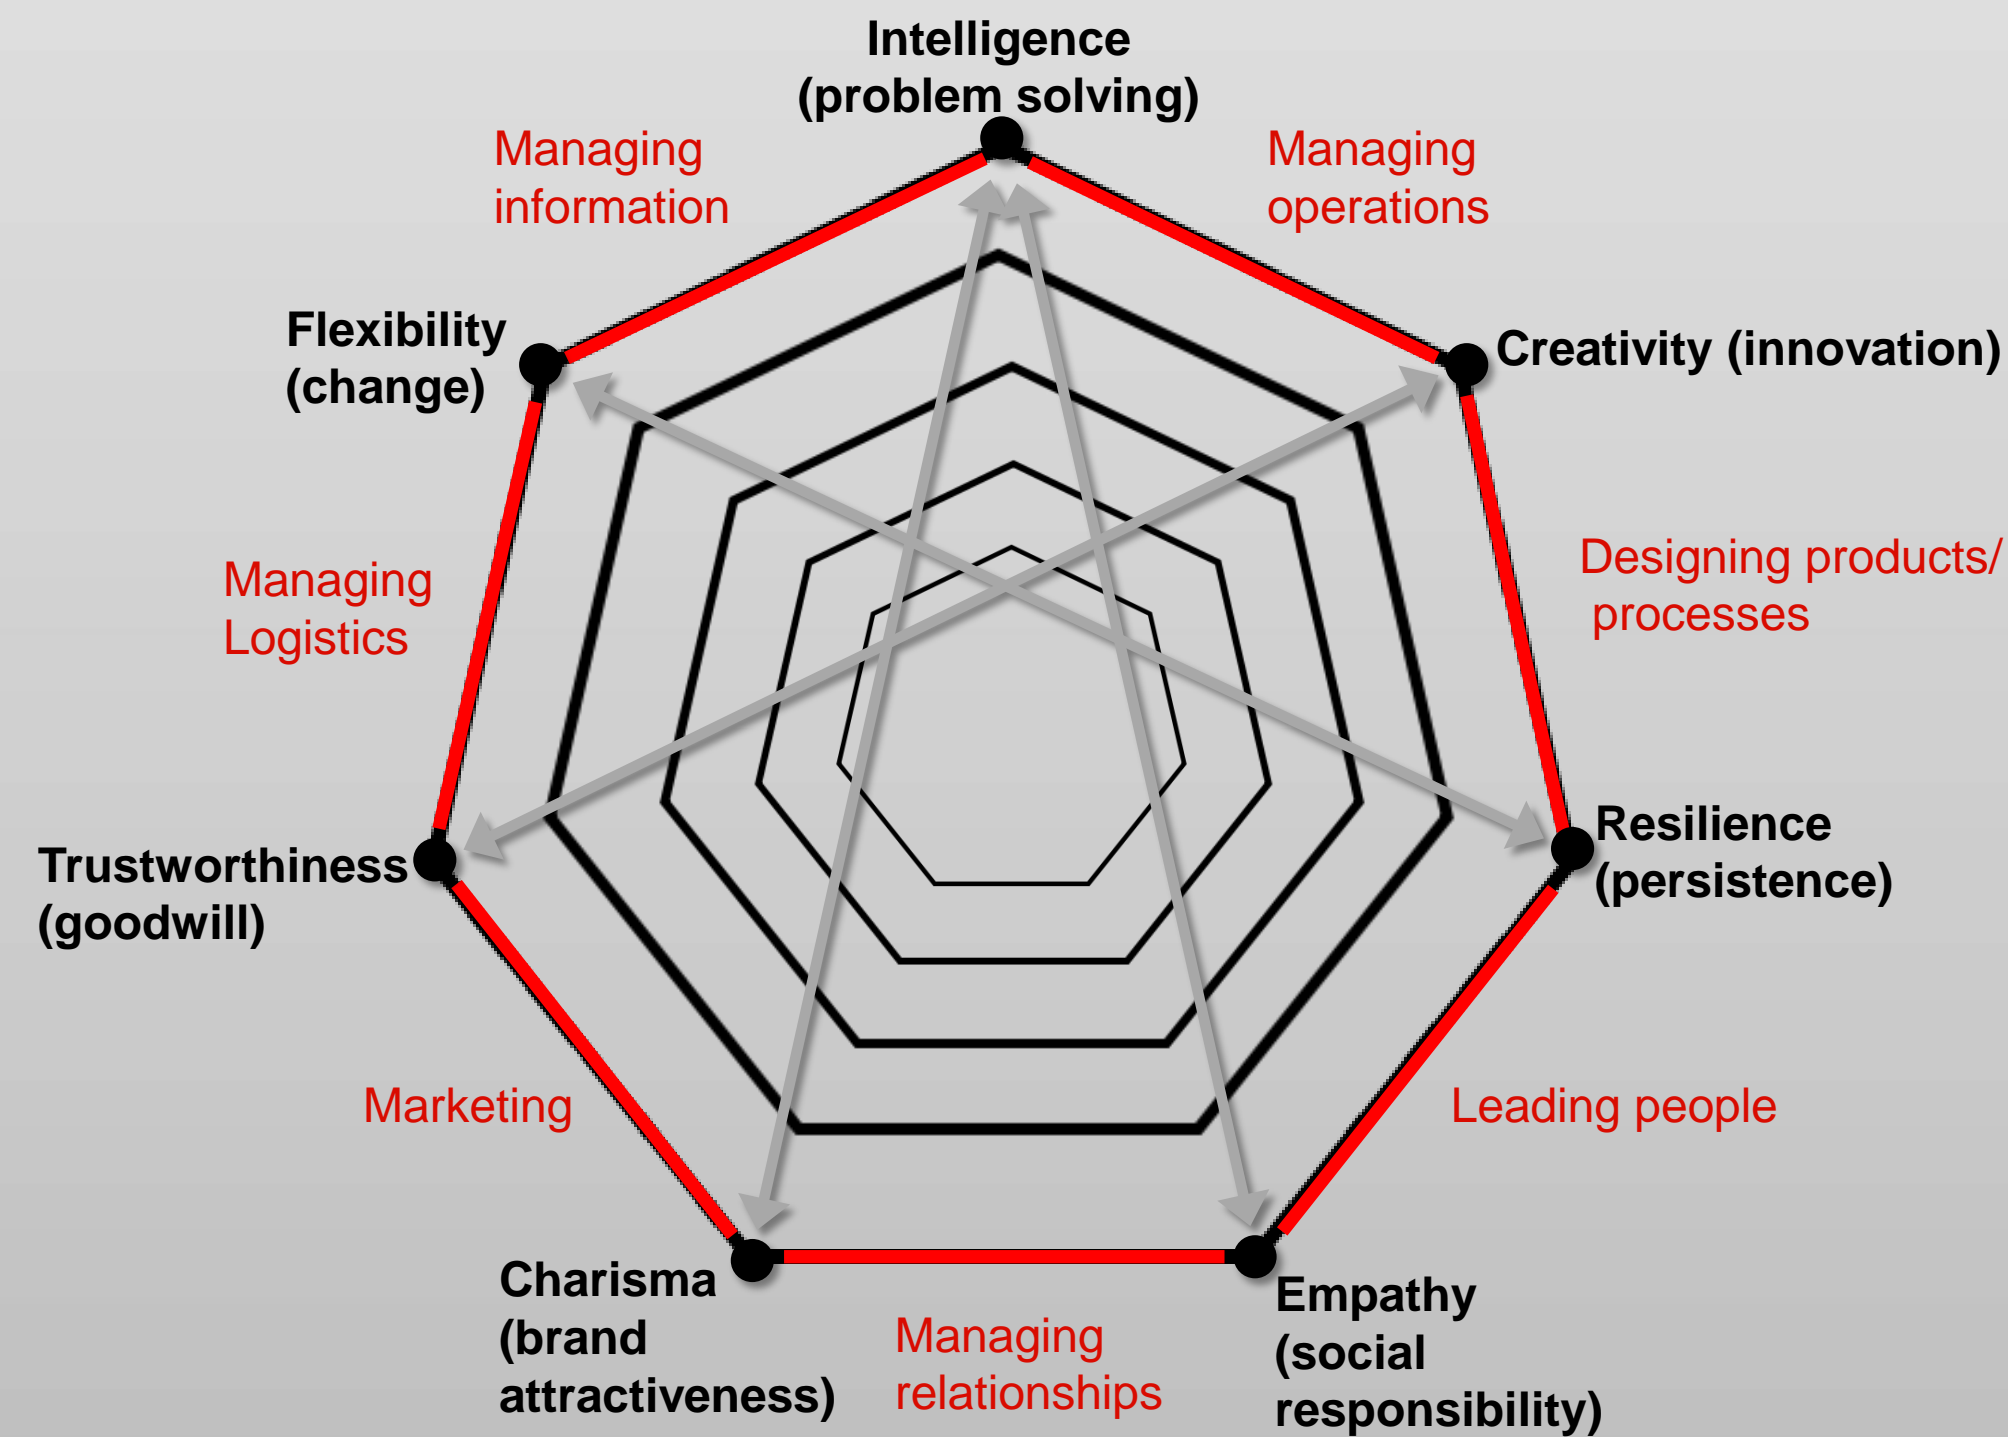 Intelligence
(problem solving)
Managing
information
Managing
operations
Flexibility
(change)
Creativity (innovation)
Managing
Logistics
Designing products/
processes
Trustworthiness
(goodwill)
Resilience
(persistence)
Marketing
Leading people
Charisma
(brand
attractiveness)
Managing
relationships
Empathy
(social
responsibility)